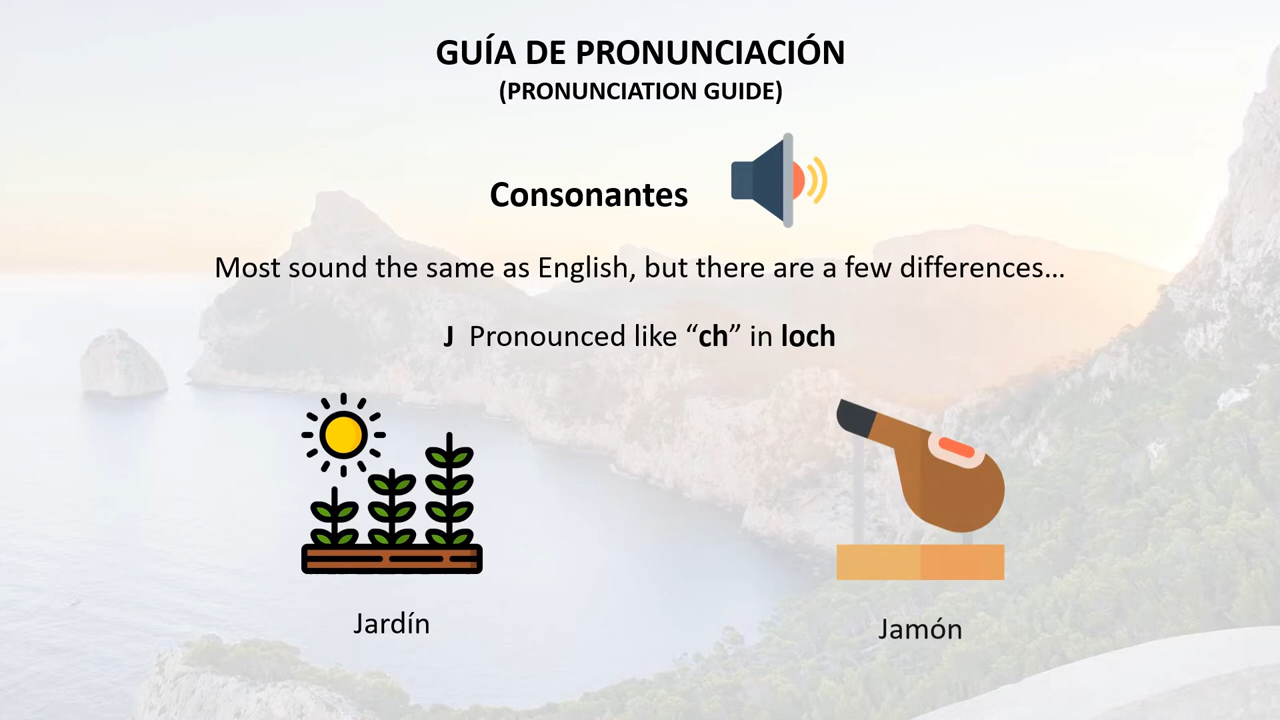 GUÍA DE PRONUNCIACIÓN
(PRONUNCIATION GUIDE)
Consonantes
Most sound the same as English, but there are a few differences...
J Pronounced like “ch” in loch
Jardín
Jamón